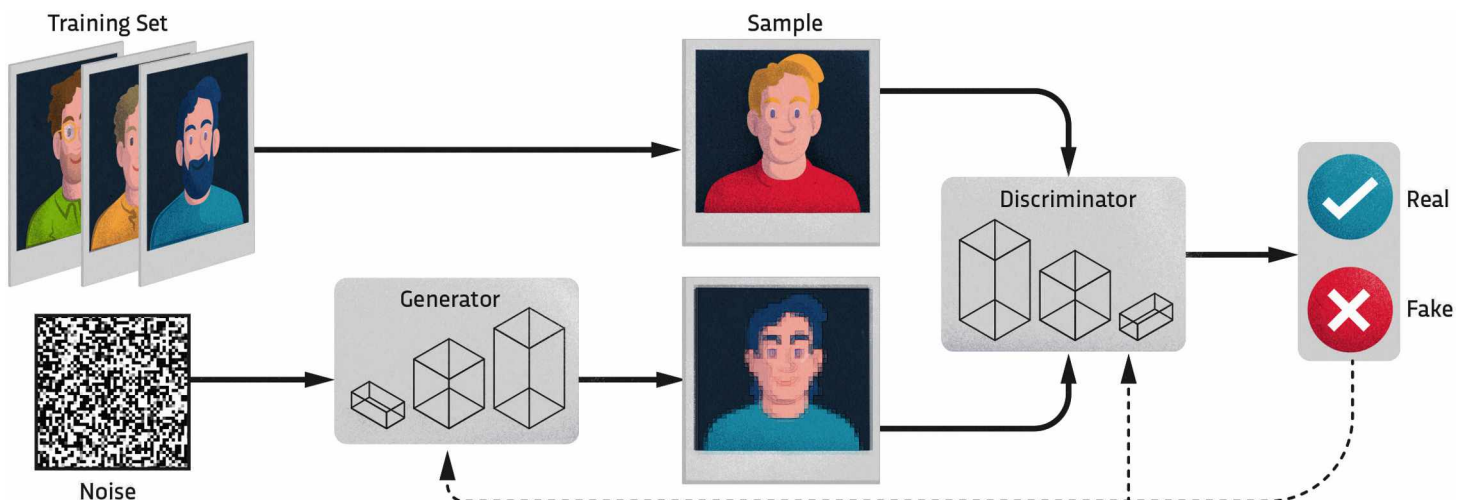 Training Set
Sample
Discriminator
Real
Generator
Fake
Noise